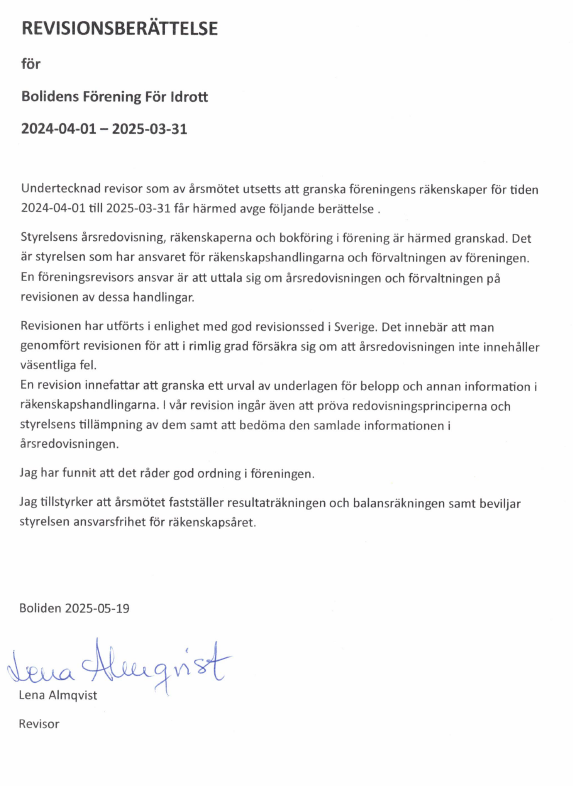 REVISIONSBERÄTTELSE
för
Bolidens Förening För Idrott
2024-04-01 – 2025-03-31
Undertecknad revisor som av årsmötet utsetts att granska föreningens räkenskaper för tiden
2024-04-01 till 2025-03-31 får härmed avge följande berättelse .
Styrelsens årsredovisning, räkenskaperna och bokföring i förening är härmed granskad. Det
är styrelsen som har ansvaret för räkenskapshandlingarna och förvaltning av föreningen.
En föreningsrevisors ansvar är att uttala sig om årsredovisningen och förvaltningen på
revisionen av dessa handlingar.
Revisionen har utförts i enlighet med god revisionssed i Sverige. Det innebär att man
genomfört revisionen för att i rimlig grad försäkra sig om att årsredovisningen inte innehåller
väsentliga fel.
En revision innefattar att granska ett urval av underlagen för belopp och annan information i
räkenskapshandlingarna. I vår revision ingår även att pröva redovisningsprinciperna och
styrelsens tillämpning av dem samt att bedöma den samlade informationen i
årsredovisningen.
Jag har funnit att det råder god ordning i föreningen.
Jag tillstyrker att årsmötet fastställer resultaträkningen och balansräkningen samt beviljar
styrelsen ansvarsfrihet för räkenskapsåret.
Boliden 2025-05-19
Lena Almqvist
Lena Almqvist
Revisor